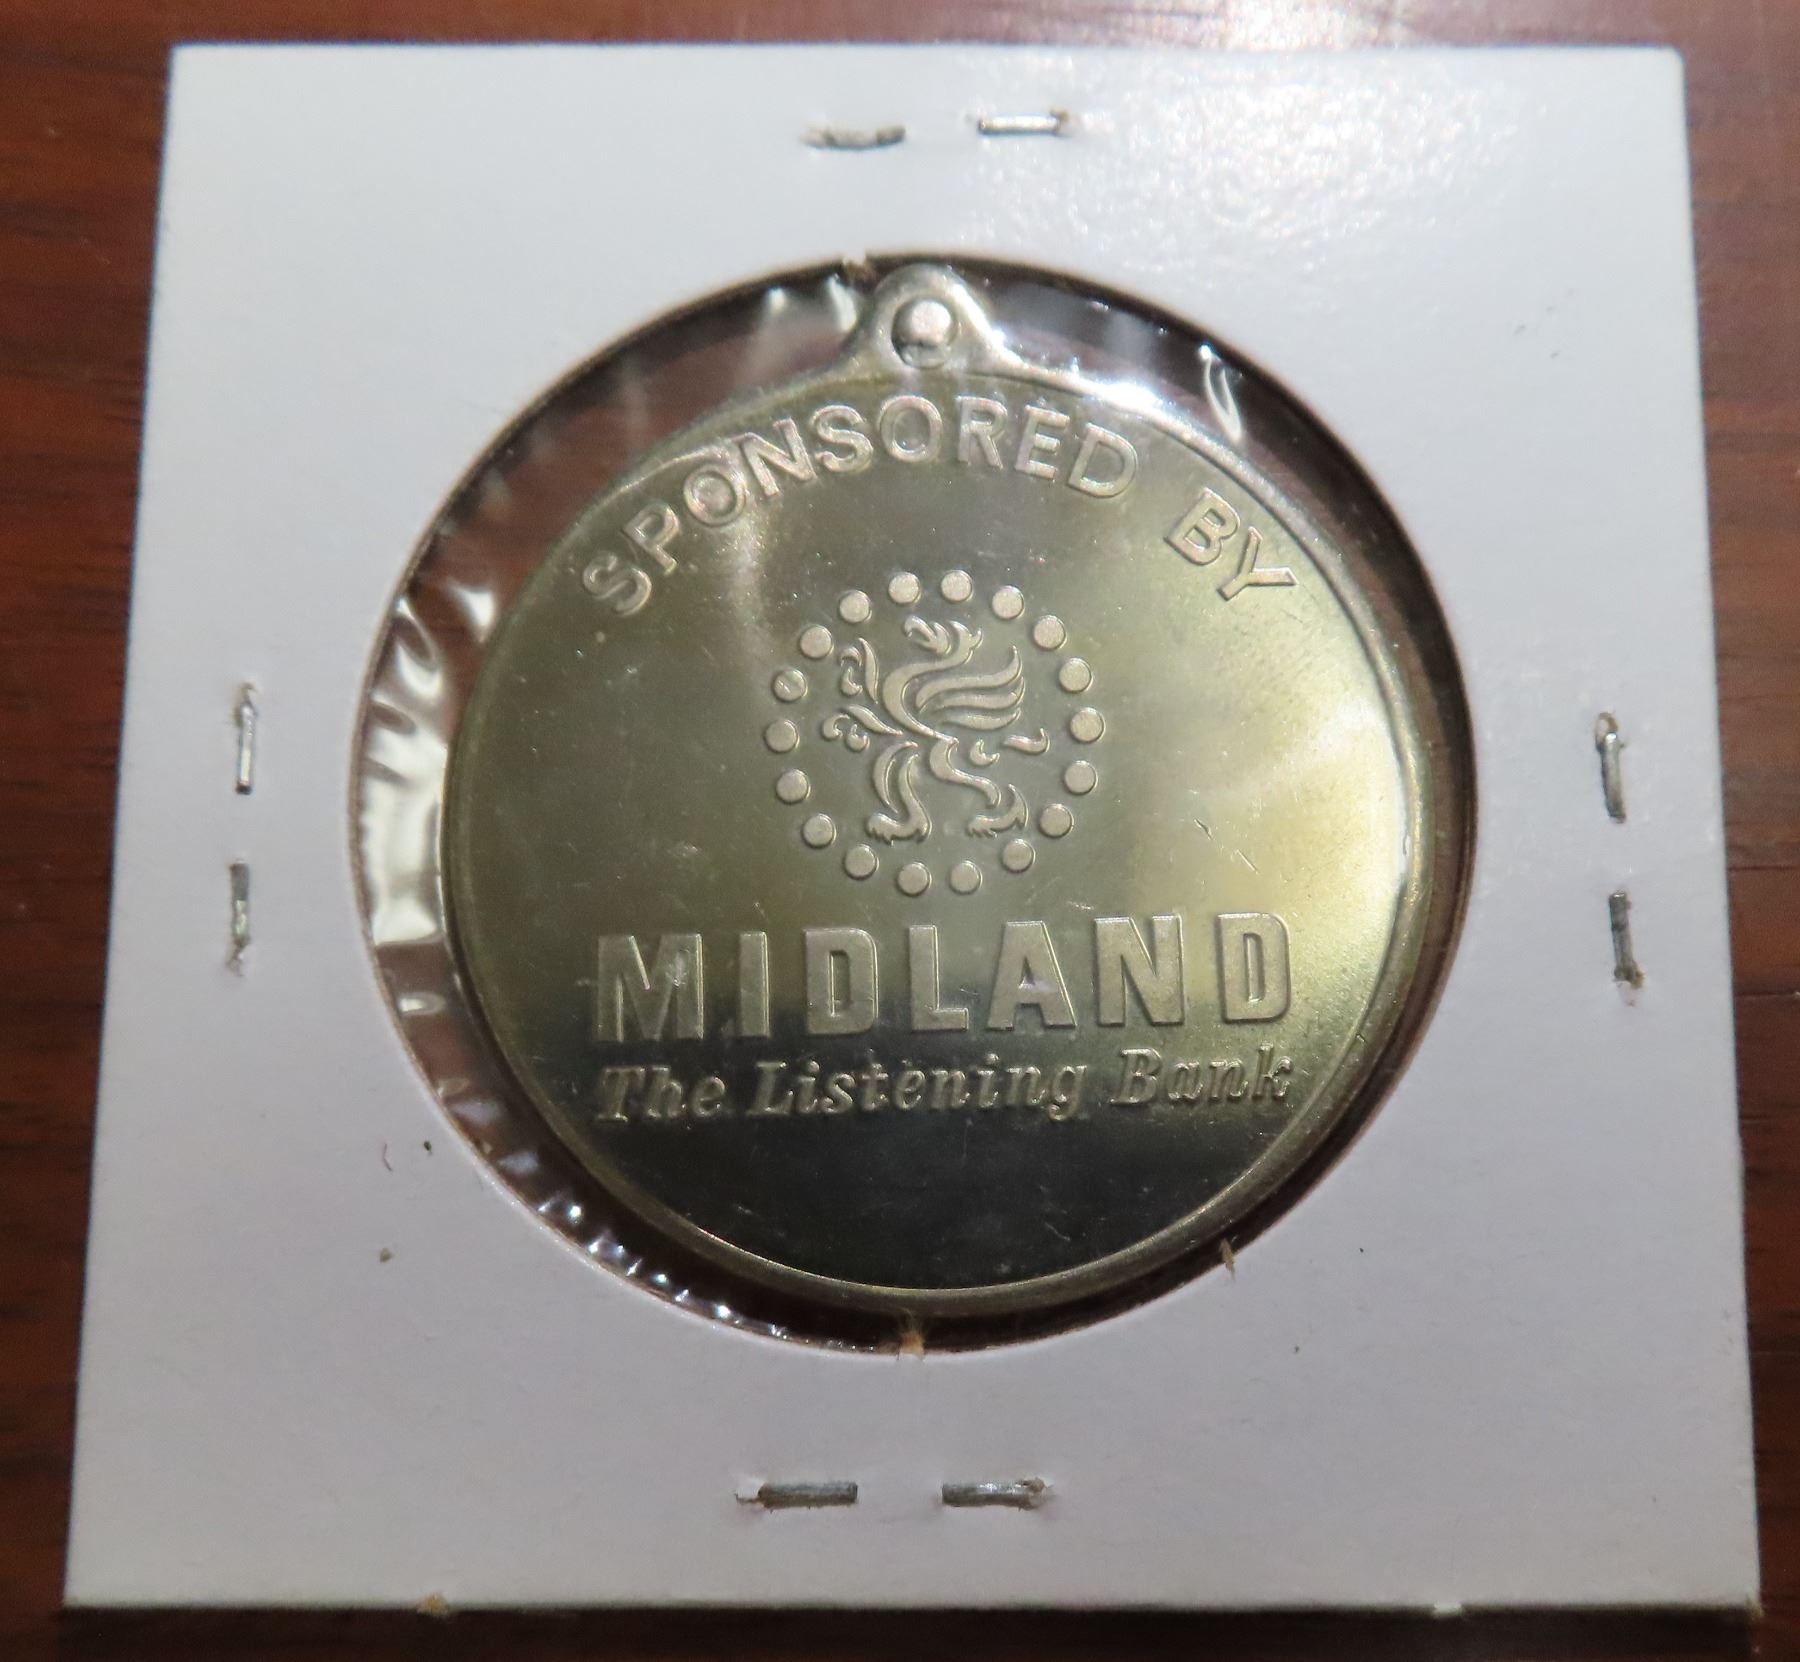 SPONSORED BY
MIDLAND
The Listening Bank